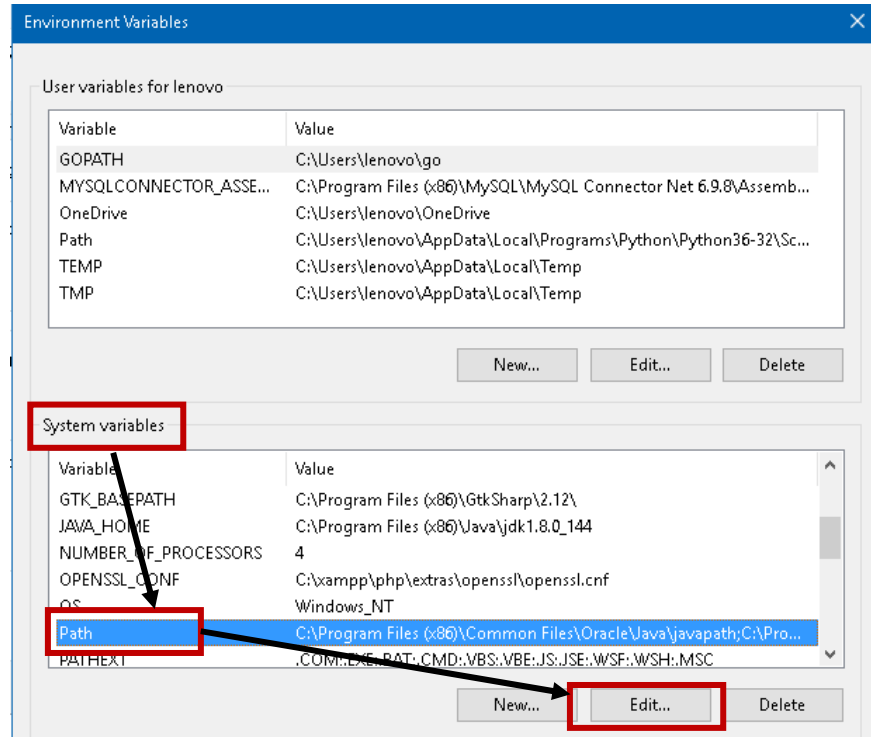 Environment Variables
User variables for lenovo
Variable Value
GOPATH C:\Users\lenovo\go
MYSQLCONNECTOR_ASSE... C:\Program Files (x86)\MySQL\MySQL Connector Net 6.9.8\Assemb...
OneDrive C:\Users\lenovo\OneDrive
Path C:\Users\lenovo\AppData\Local\Programs\Python\Python36-32\Sc...
TEMP C:\Users\lenovo\AppData\Local\Temp
TMP C:\Users\lenovo\AppData\Local\Temp
New... Edit... Delete
System variables
Variable Value
GTK_BASEPATH C:\Program Files (x86)\GtkSharp\2.12\
JAVA_HOME C:\Program Files (x86)\Java\jdk1.8.0_144
NUMBER_OF_PROCESSORS 4
OPENSSL_CONF C:\xampp\php\extras\openssl\openssl.cnf
OS Windows_NT
Path C:\Program Files (x86)\Common Files\Oracle\Java\javapath;C:\Pro...
PATHEXT .COM;.EXE;.BAT;.CMD;.VBS;.VBE;.JS;.JSE;.WSF;.WSH;.MSC
New... Edit... Delete